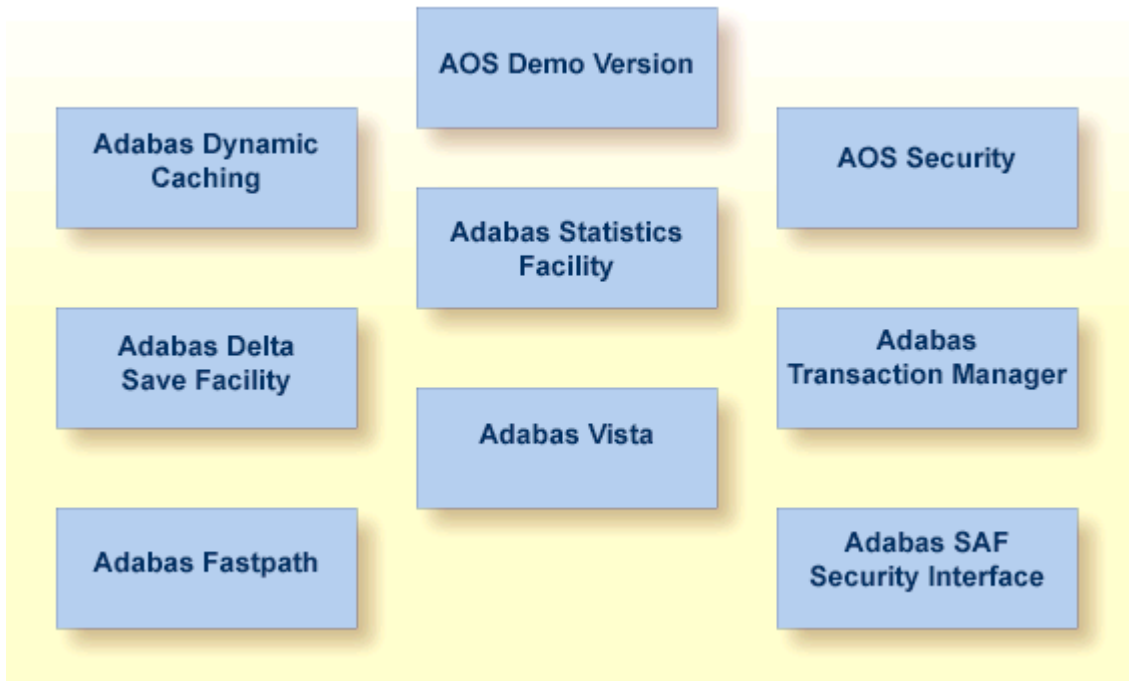 AOS Demo Version
Adabas Dynamic
Caching
AOS Security
Adabas Statistics
Facility
Adabas Delta
Save Facility
Adabas
Transaction Manager
Adabas Vista
Adabas Fastpath
Adabas SAF
Security Interface